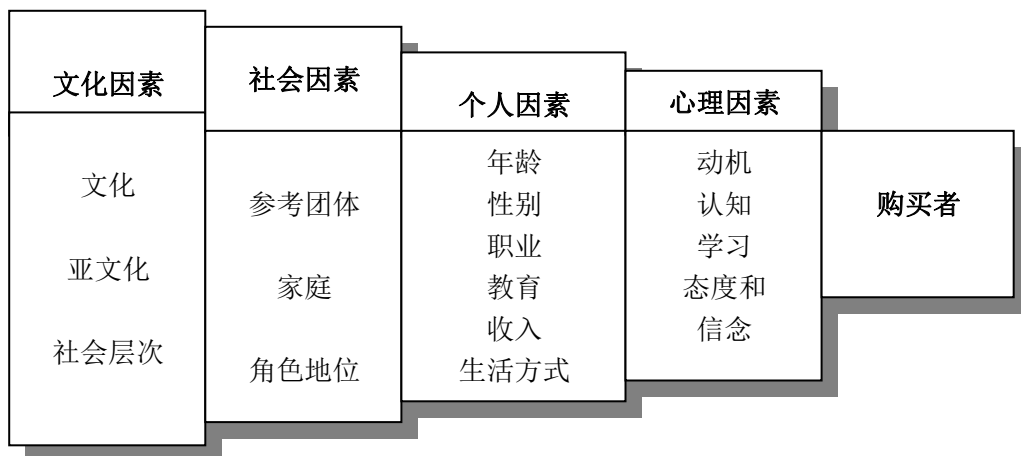 文化因素
文化
亚文化
社会层次
社会因素
参考团体
家庭
角色地位
个人因素
年龄
性别
职业
教育
收入
生活方式
心理因素
动机
认知
学习
态度和
信念
购买者